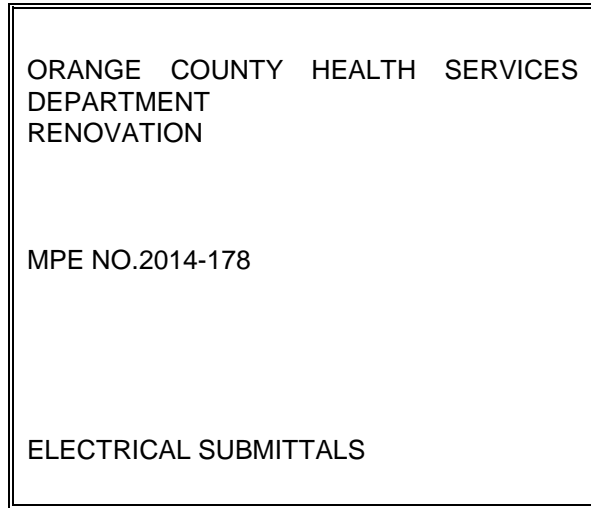 ORANGE COUNTY HEALTH SERVICES
DEPARTMENT
RENOVATION
MPE NO.2014-178
ELECTRICAL SUBMITTALS